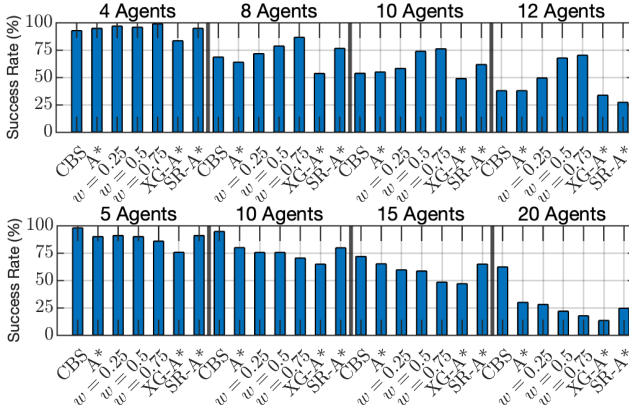 4 Agents 8 Agents 10 Agents 12 Agents
Success Rate (%)
100
75
50
25
0
CBS A* w = 0.25 w = 0.5 w = 0.75 XG-A* SR-A* CBS A* w = 0.25 w = 0.5 w = 0.75 XG-A* SR-A* CBS A* w = 0.25 w = 0.5 w = 0.75 XG-A* SR-A* CBS A* w = 0.25 w = 0.5 w = 0.75 XG-A* SR-A*
5 Agents 10 Agents 15 Agents 20 Agents
Success Rate (%)
100
75
50
25
0
CBS A* w = 0.25 w = 0.5 w = 0.75 XG-A* SR-A* CBS A* w = 0.25 w = 0.5 w = 0.75 XG-A* SR-A* CBS A* w = 0.25 w = 0.5 w = 0.75 XG-A* SR-A* CBS A* w = 0.25 w = 0.5 w = 0.75 XG-A* SR-A*